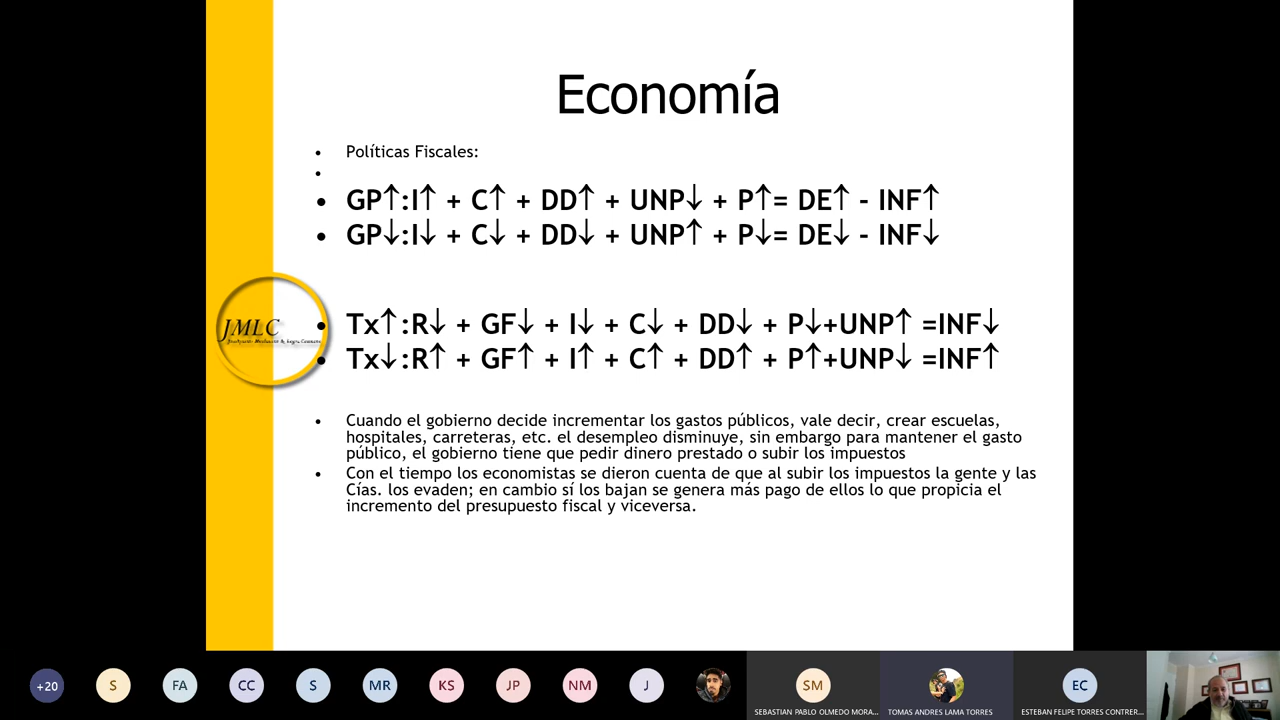 Economía
• Políticas Fiscales:
•
• GP↑:I↑ + C↑ + DD↑ + UNP↓ + P↑= DE↑ - INF↑
• GP↓:I↓ + C↓ + DD↓ + UNP↑ + P↓= DE↓ - INF↓
JMLC
• Tx↑:R↓ + GF↓ + I↓ + C↓ + DD↓ + P↓+UNP↑ =INF↓
• Tx↓:R↑ + GF↑ + I↑ + C↑ + DD↑ + P↑+UNP↓ =INF↑
• Cuando el gobierno decide incrementar los gastos públicos, vale decir, crear escuelas,
hospitales, carreteras, etc. el desempleo disminuye, sin embargo para mantener el gasto
público, el gobierno tiene que pedir dinero prestado o subir los impuestos
• Con el tiempo los economistas se dieron cuenta de que al subir los impuestos la gente y las
Cías. los evaden; en cambio sí los bajan se genera más pago de ellos lo que propicia el
incremento del presupuesto fiscal y viceversa.
+20 S FA CC S MR KS JP NM J SM EC
SEBASTIAN PABLO OLMEDO MORA... TOMAS ANDRES LAMA TORRES ESTEBAN FELIPE TORRES CONTRER...